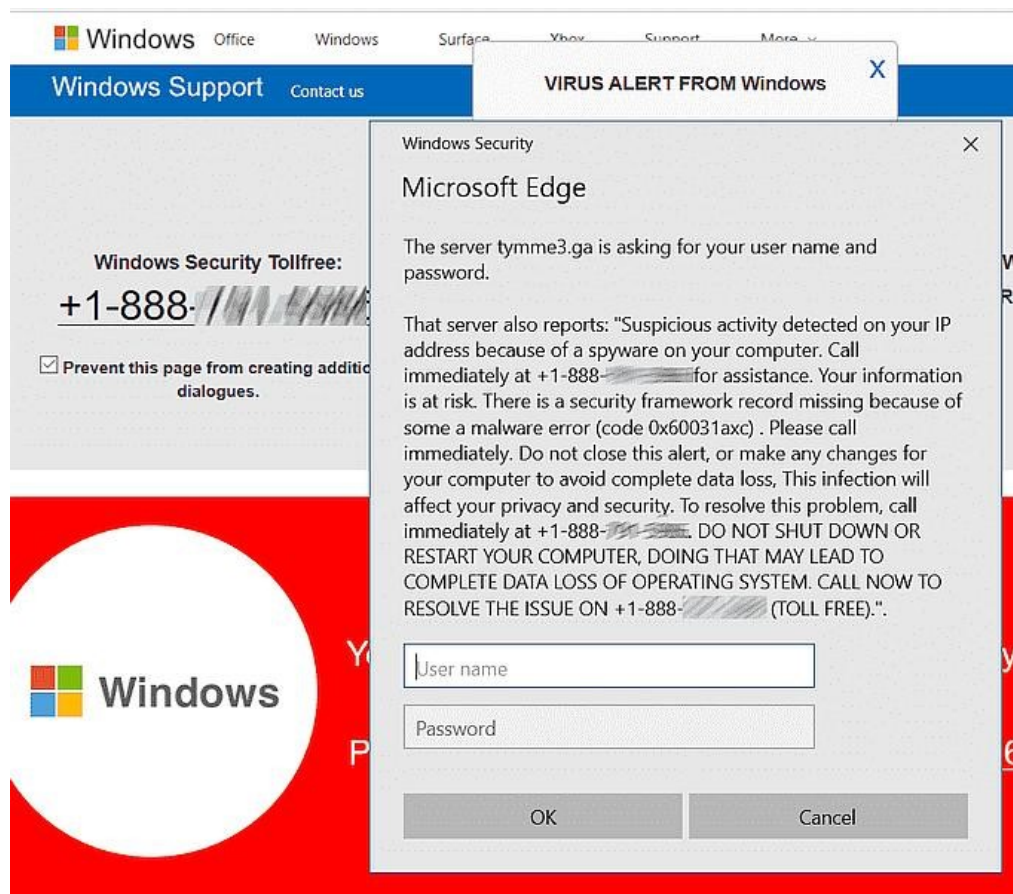 Windows Office Windows Surface Xbox Support More
Windows Support Contact us
VIRUS ALERT FROM Windows X
Windows Security Tollfree:
+1-888-
Prevent this page from creating additio
dialogues.
Windows Security
Microsoft Edge
The server tymme3.ga is asking for your user name and
password.
That server also reports: "Suspicious activity detected on your IP
address because of a spyware on your computer. Call
immediately at +1-888- for assistance. Your information
is at risk. There is a security framework record missing because of
some a malware error (code 0x60031axc) . Please call
immediately. Do not close this alert, or make any changes for
your computer to avoid complete data loss, This infection will
affect your privacy and security. To resolve this problem, call
immediately at +1-888- . DO NOT SHUT DOWN OR
RESTART YOUR COMPUTER, DOING THAT MAY LEAD TO
COMPLETE DATA LOSS OF OPERATING SYSTEM. CALL NOW TO
RESOLVE THE ISSUE ON +1-888- (TOLL FREE).".
User name
Password
OK Cancel
Windows